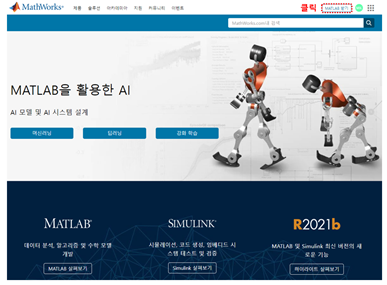 MathWorks®
제품 솔루션 아카데미아 지원 커뮤니티 이벤트
클릭
MATLAB 받기
MathWorks.com내 검색
MATLAB을 활용한 AI
AI 모델 및 AI 시스템 설계
머신러닝
딥러닝
강화 학습
MATLAB®
데이터 분석, 알고리즘 및 수학 모델
개발
MATLAB 살펴보기
SIMULINK®
시뮬레이션, 코드 생성, 임베디드 시
스템 테스트 및 검증
Simulink 살펴보기
R2021b
MATLAB 및 Simulink 최신 버전의 새
로운 기능
하이라이트 살펴보기